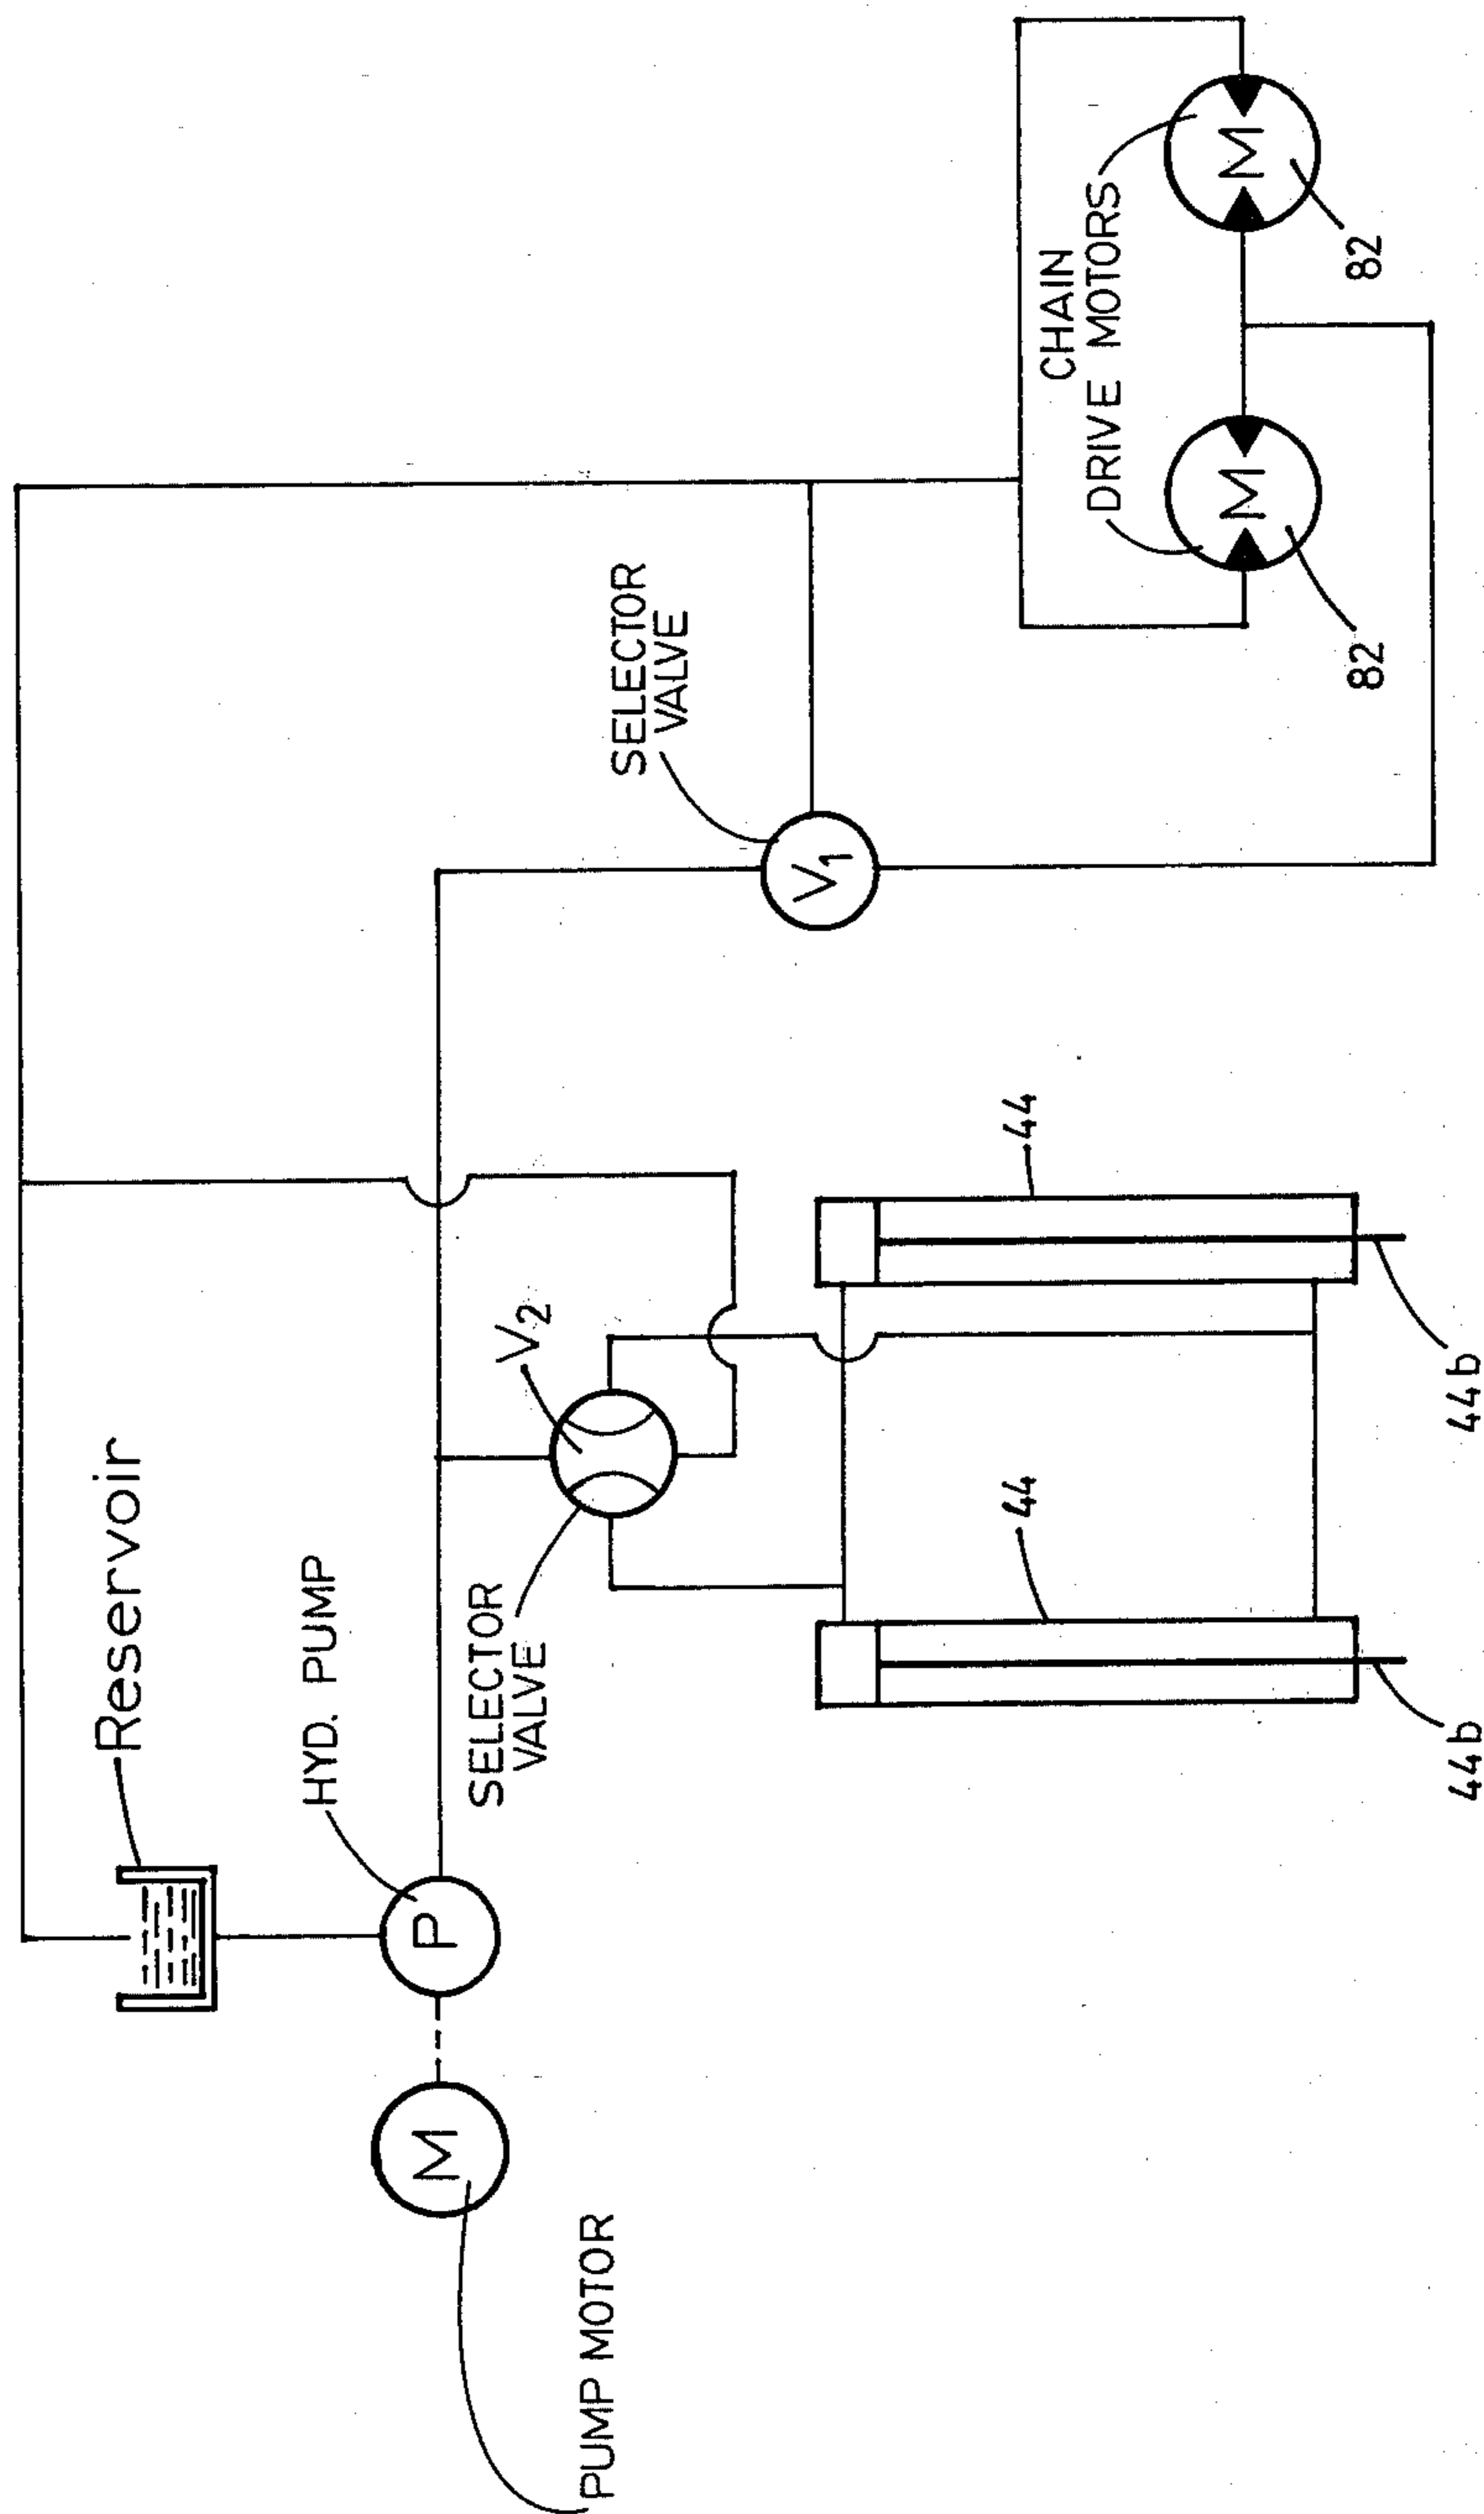 Reservoir
HYD. PUMP
P
M
PUMP MOTOR
SELECTOR
VALVE
V2
44
44
44b
44b
SELECTOR
VALVE
V1
CHAIN
DRIVE MOTORS
M
M
82
82